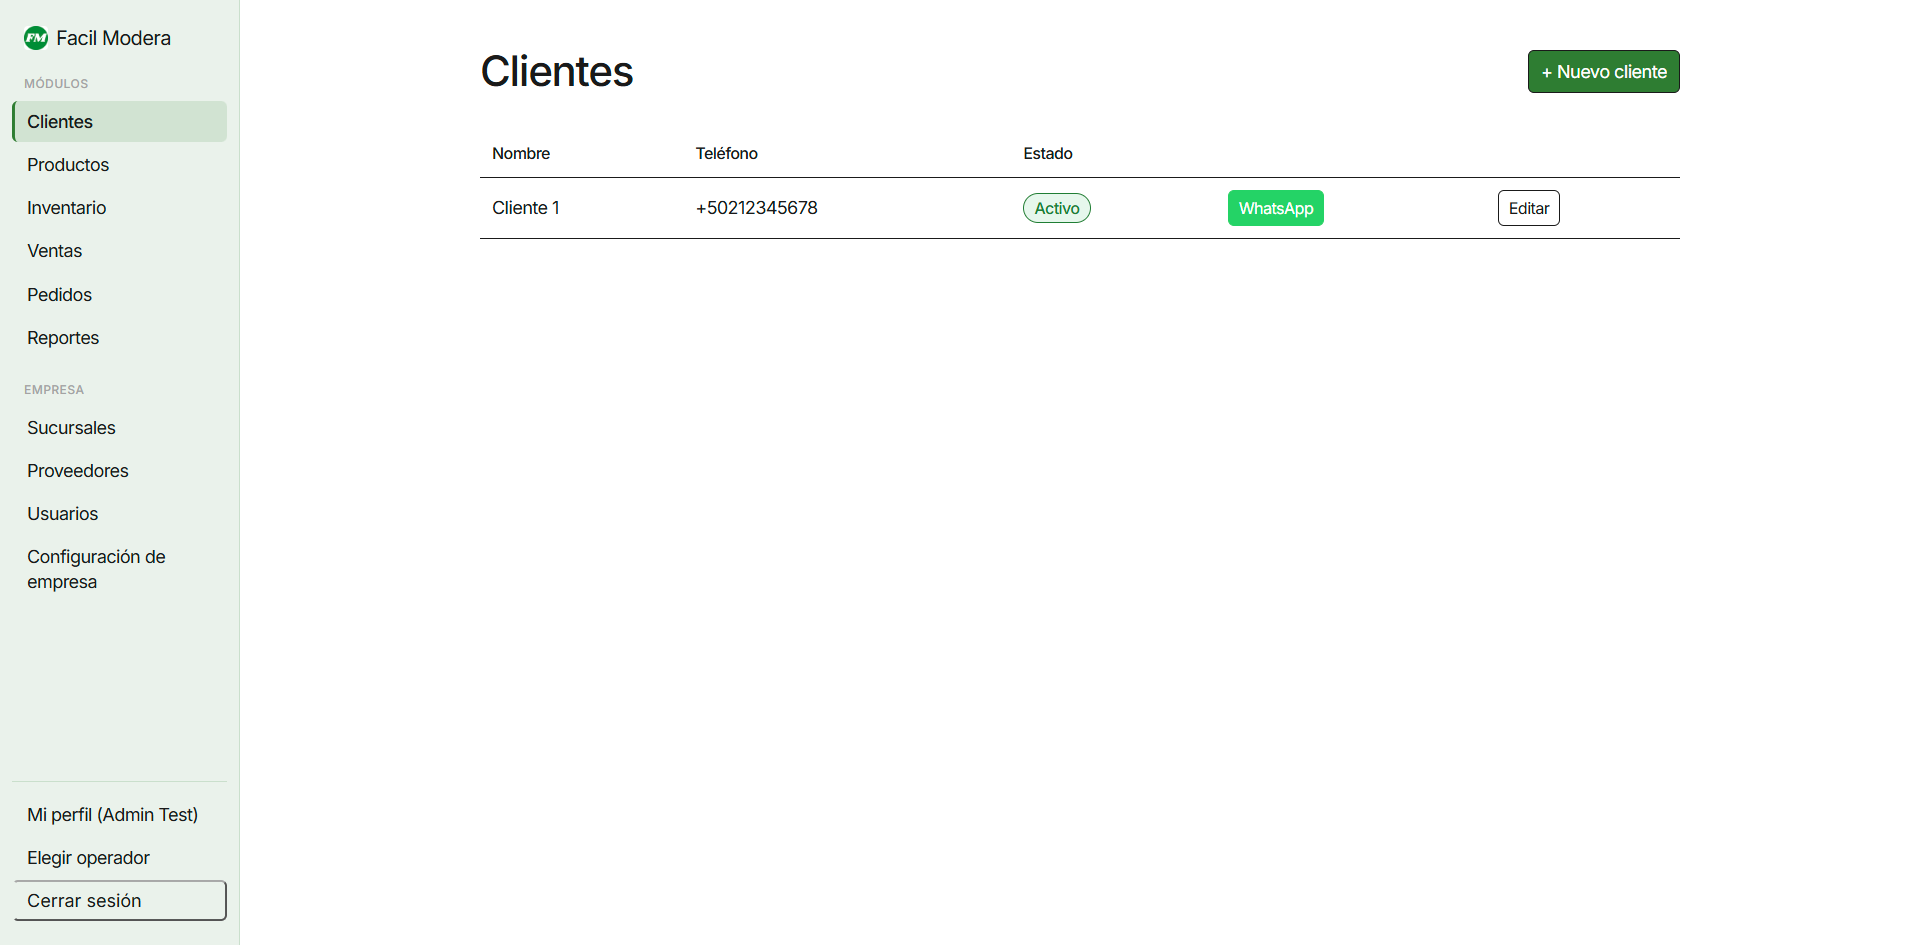 FM Facil Modera
MÓDULOS
Clientes
Productos
Inventario
Ventas
Pedidos
Reportes
EMPRESA
Sucursales
Proveedores
Usuarios
Configuración de
empresa
Mi perfil (Admin Test)
Elegir operador
Cerrar sesión
Clientes
+ Nuevo cliente
Nombre Teléfono Estado
Cliente 1 +50212345678 Activo WhatsApp Editar